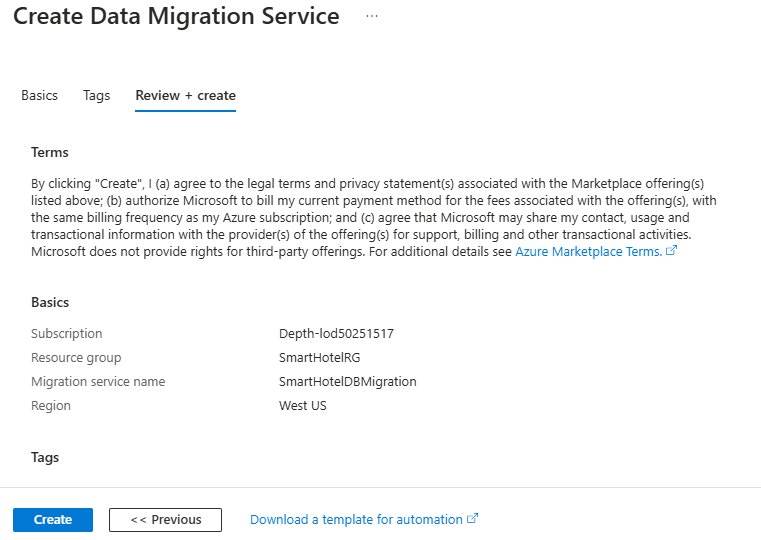 Create Data Migration Service ...
Basics Tags Review + create
Terms
By clicking "Create", I (a) agree to the legal terms and privacy statement(s) associated with the Marketplace offering(s)
listed above; (b) authorize Microsoft to bill my current payment method for the fees associated with the offering(s), with
the same billing frequency as my Azure subscription; and (c) agree that Microsoft may share my contact, usage and
transactional information with the provider(s) of the offering(s) for support, billing and other transactional activities.
Microsoft does not provide rights for third-party offerings. For additional details see Azure Marketplace Terms.
Basics
Subscription Depth-lod50251517
Resource group SmartHotelRG
Migration service name SmartHotelDBMigration
Region West US
Tags
Create << Previous Download a template for automation